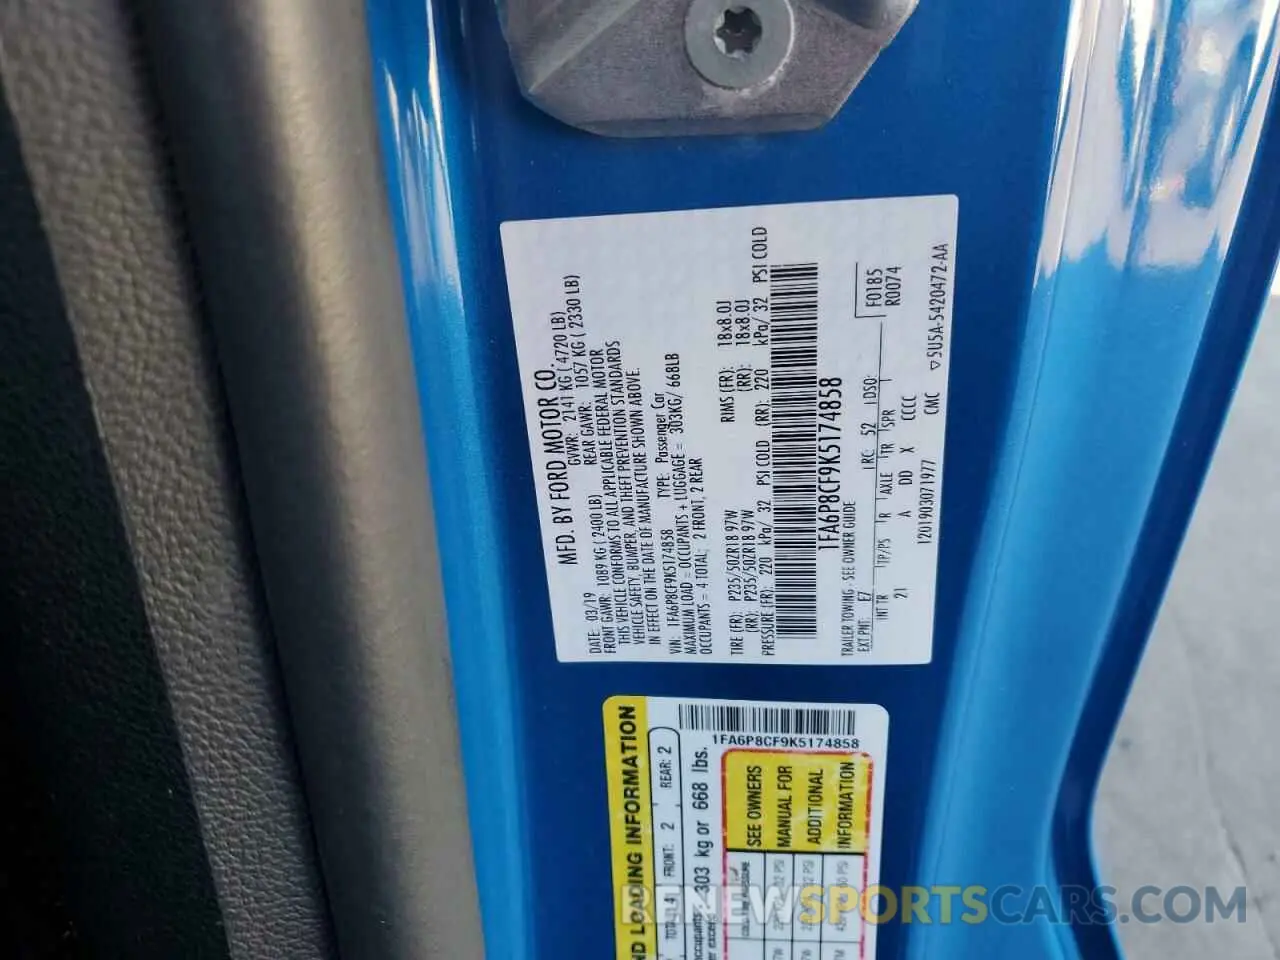 MFD. BY FORD MOTOR CO.
DATE: 03/19 GVWR: 2141 KG ( 4720 LB)
FRONT GAWR: 1089 KG ( 2400 LB) REAR GAWR: 1057 KG ( 2330 LB)
THIS VEHICLE CONFORMS TO ALL APPLICABLE FEDERAL MOTOR
VEHICLE SAFETY, BUMPER, AND THEFT PREVENTION STANDARDS
IN EFFECT ON THE DATE OF MANUFACTURE SHOWN ABOVE.
VIN: 1FA6P8CF9K5174858 TYPE: Passenger Car
MAXIMUM LOAD = OCCUPANTS + LUGGAGE = 303KG/ 668LB
OCCUPANTS = 4 TOTAL; 2 FRONT, 2 REAR
TIRE (FR): P235/50ZR18 97W RIMS (FR): 18x8.0J
(RR): P235/50ZR18 97W (RR): 18x8.0J
PRESSURE (FR): 220 kPa/ 32 PSI COLD (RR): 220 kPa/ 32 PSI COLD
1FA6P8CF9K5174858
TRAILER TOWING - SEE OWNER GUIDE
F0185
R0074
EXT PNT: E7 RC: 52 DSO:
INT TR TP/PS R AXLE TR SPR
21 A DD X CCCC
1201903071977 CMC
5U5A-5420472-AA
1FA6P8CF9K5174858
ND LOADING INFORMATION
TOTAL 4 FRONT: 2 REAR: 2
303 kg or 668 lbs.
SEE OWNERS
MANUAL FOR
ADDITIONAL
INFORMATION
RENEWSPORTSCARS.COM